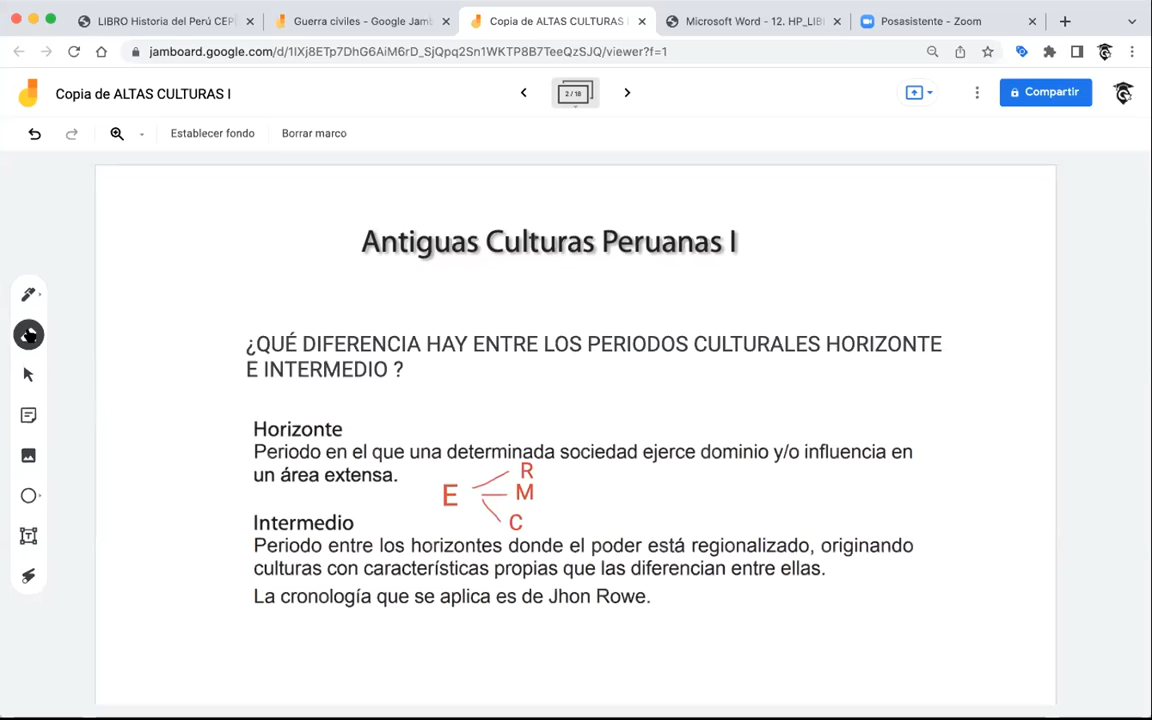 LIBRO Historia del Perú CEP
Guerra civiles - Google Jamb
Copia de ALTAS CULTURAS I
Microsoft Word - 12. HP_LIB
Posasistente - Zoom
jamboard.google.com/d/1IXj8ETp7DhG6AiM6rD_SjQpq2Sn1WKTP8B7TeeQzSJQ/viewer?f=1
Copia de ALTAS CULTURAS I
2 / 18
Compartir
Establecer fondo
Borrar marco
Antiguas Culturas Peruanas I
¿QUÉ DIFERENCIA HAY ENTRE LOS PERIODOS CULTURALES HORIZONTE
E INTERMEDIO ?
Horizonte
Periodo en el que una determinada sociedad ejerce dominio y/o influencia en
un área extensa.
R
E
M
C
Intermedio
Periodo entre los horizontes donde el poder está regionalizado, originando
culturas con características propias que las diferencian entre ellas.
La cronología que se aplica es de Jhon Rowe.